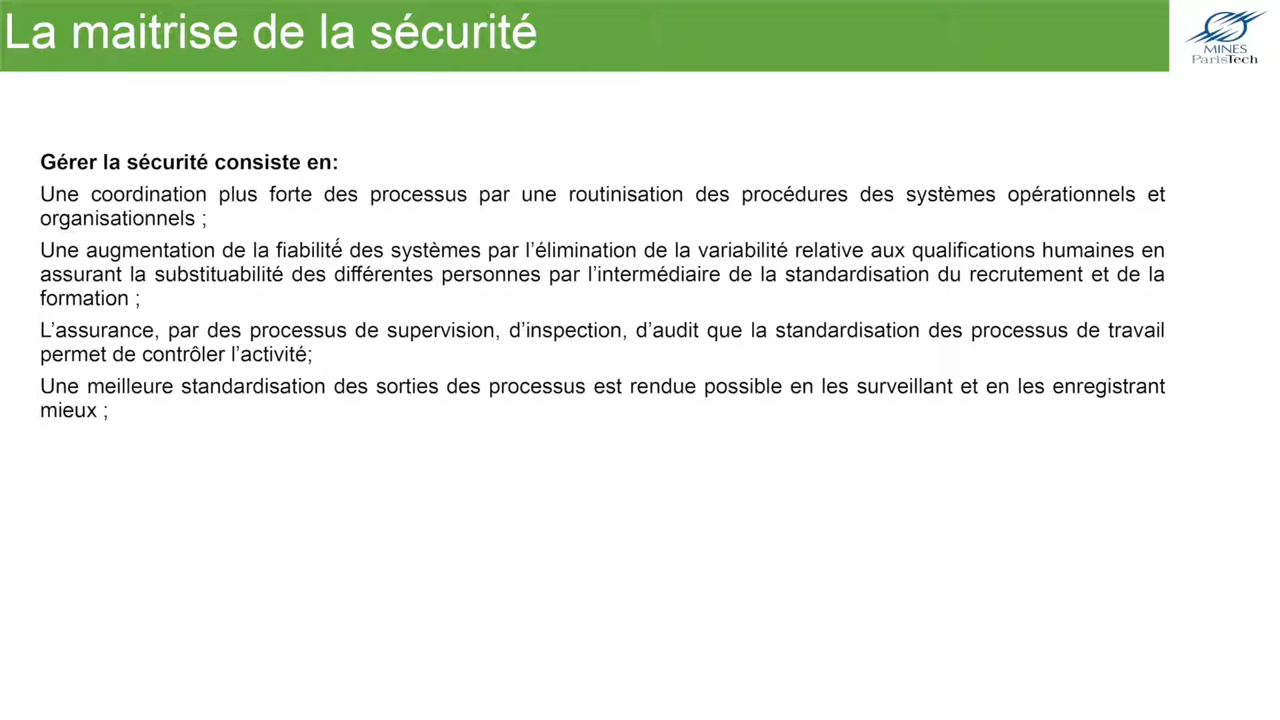 La maitrise de la sécurité
MINES
ParisTech
Gérer la sécurité consiste en:
Une coordination plus forte des processus par une routinisation des procédures des systèmes opérationnels et
organisationnels ;
Une augmentation de la fiabilité des systèmes par l’élimination de la variabilité relative aux qualifications humaines en
assurant la substituabilité des différentes personnes par l’intermédiaire de la standardisation du recrutement et de la
formation ;
L’assurance, par des processus de supervision, d’inspection, d’audit que la standardisation des processus de travail
permet de contrôler l’activité;
Une meilleure standardisation des sorties des processus est rendue possible en les surveillant et en les enregistrant
mieux ;